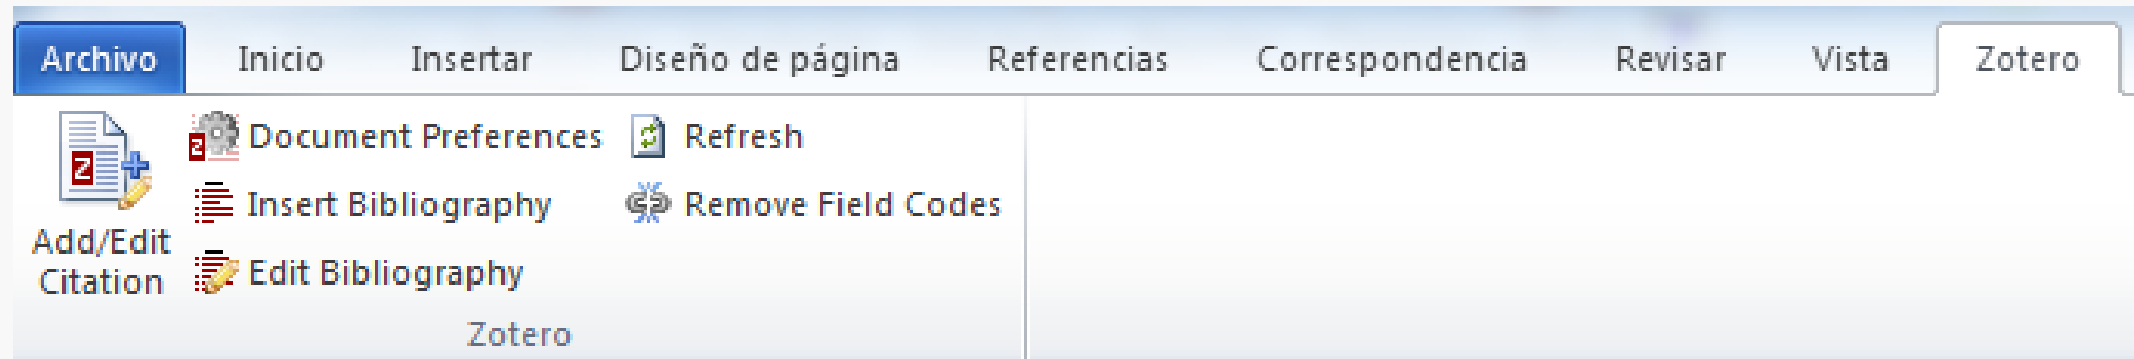 Archivo Inicio Insertar Diseño de página Referencias Correspondencia Revisar Vista Zotero
Document Preferences Refresh
Insert Bibliography Remove Field Codes
Add/Edit
Citation
Edit Bibliography
Zotero